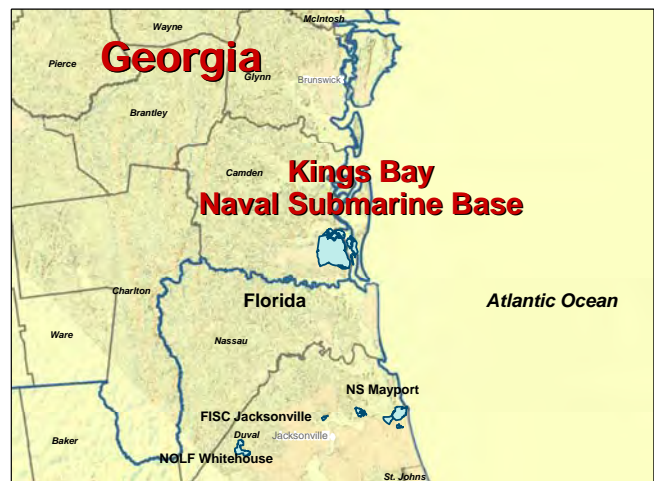 McIntosh
Wayne
Georgia
Pierce
Glynn
Brunswick
Brantley
Camden
Kings Bay
Naval Submarine Base
Charlton
Florida
Atlantic Ocean
Ware
Nassau
NS Mayport
FISC Jacksonville
Duval
Jacksonville
Baker
NOLF Whitehouse
St. Johns